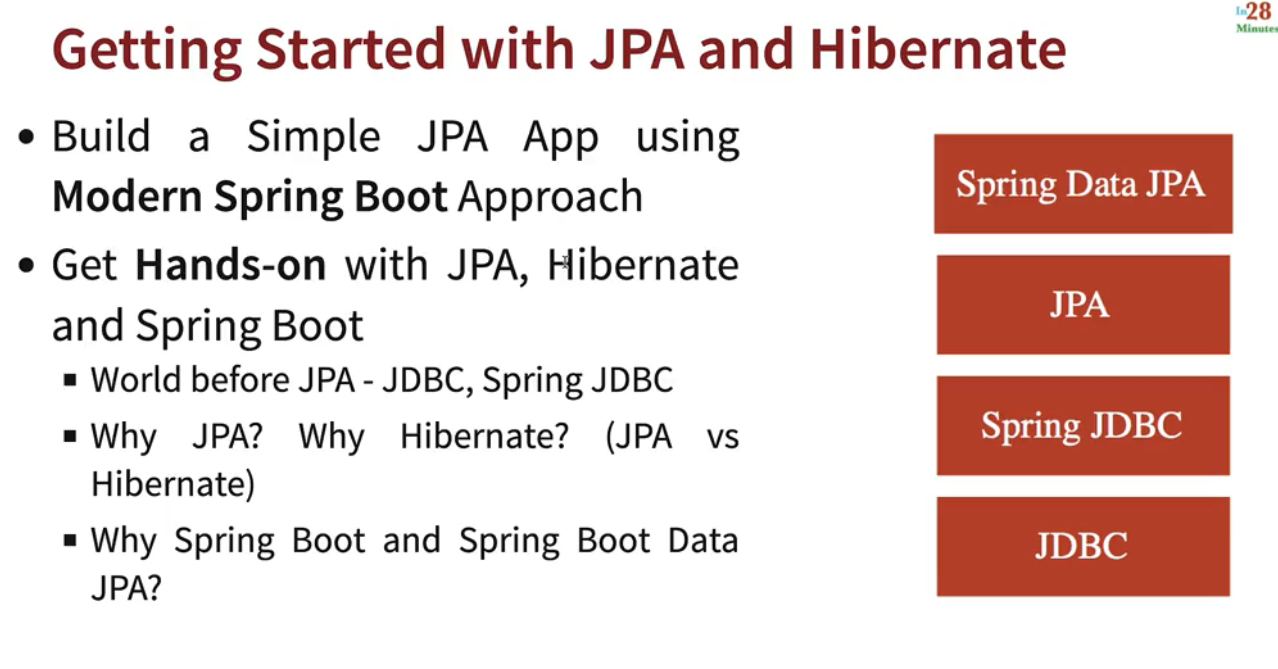 In28
Minutes
Getting Started with JPA and Hibernate
• Build a Simple JPA App using
Modern Spring Boot Approach
• Get Hands-on with JPA, Hibernate
and Spring Boot
▪ World before JPA - JDBC, Spring JDBC
▪ Why JPA? Why Hibernate? (JPA vs
Hibernate)
▪ Why Spring Boot and Spring Boot Data
JPA?
Spring Data JPA
JPA
Spring JDBC
JDBC